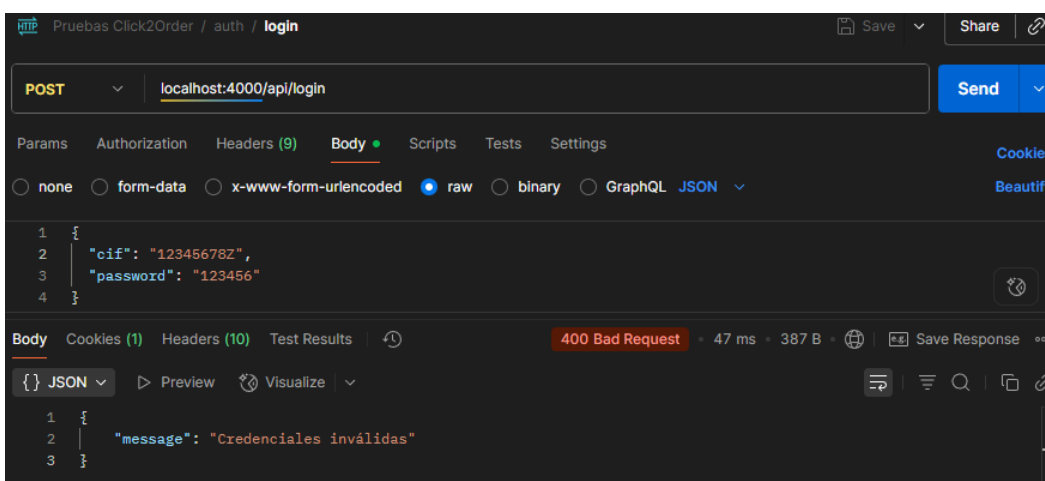 HTTP Pruebas Click2Order / auth / login Save Share
POST localhost:4000/api/login Send
Params Authorization Headers (9) Body Scripts Tests Settings Cookie
none form-data x-www-form-urlencoded raw binary GraphQL JSON Beautif
1 {
2 "cif": "12345678Z",
3 "password": "123456"
4 }
Body Cookies (1) Headers (10) Test Results 400 Bad Request • 47 ms • 387 B • e.g. Save Response
{} JSON Preview Visualize
1 {
2 "message": "Credenciales inválidas"
3 }